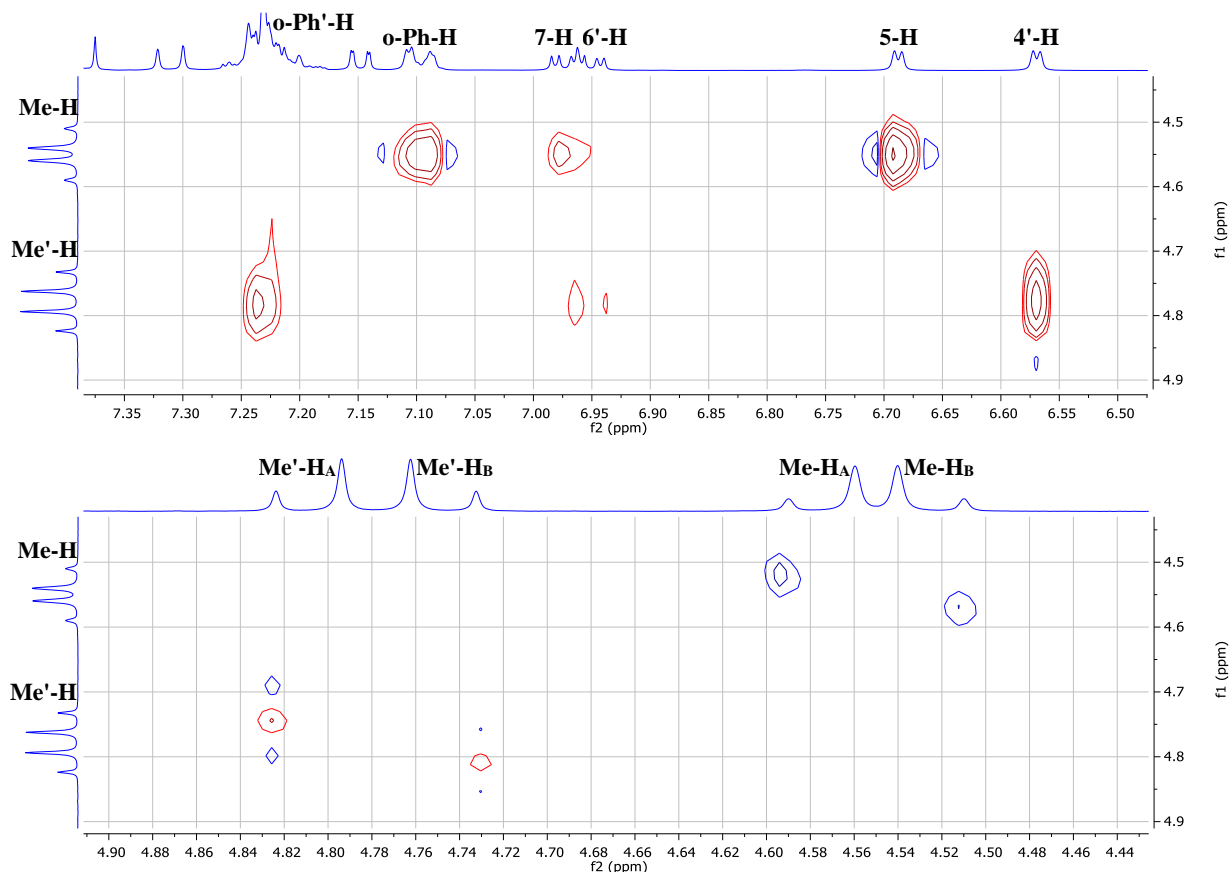 o-Ph'-H o-Ph-H 7-H 6'-H 5-H 4'-H
Me-H
Me'-H
4.5
4.6
4.7
4.8
4.9
f1 (ppm)
7.35 7.30 7.25 7.20 7.15 7.10 7.05 7.00 6.95 6.90 6.85 6.80 6.75 6.70 6.65 6.60 6.55 6.50
f2 (ppm)
Me'-HA Me'-HB Me-HA Me-HB
Me-H
Me'-H
4.5
4.6
4.7
4.8
4.9
f1 (ppm)
4.90 4.88 4.86 4.84 4.82 4.80 4.78 4.76 4.74 4.72 4.70 4.68 4.66 4.64 4.62 4.60 4.58 4.56 4.54 4.52 4.50 4.48 4.46 4.44
f2 (ppm)